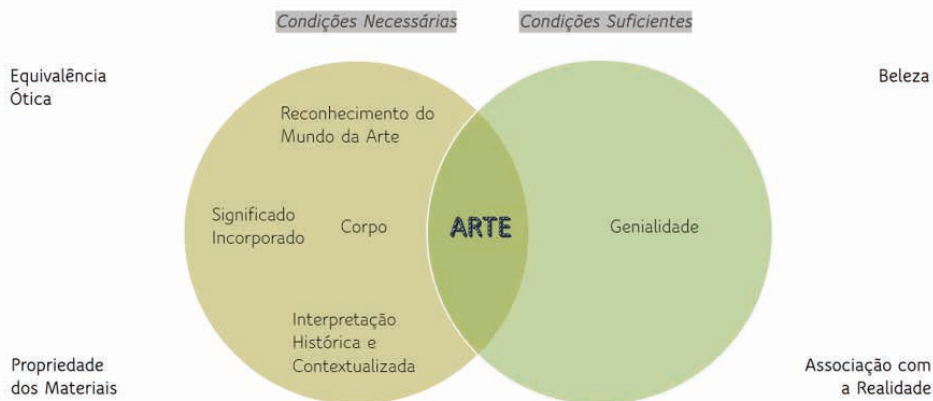 Condições Necessárias
Condições Suficientes
Equivalência
Ótica
Beleza
Reconhecimento do
Mundo da Arte
Significado
Incorporado
Corpo
ARTE
Genialidade
Interpretação
Histórica e
Contextualizada
Propriedade
dos Materiais
Associação com
a Realidade